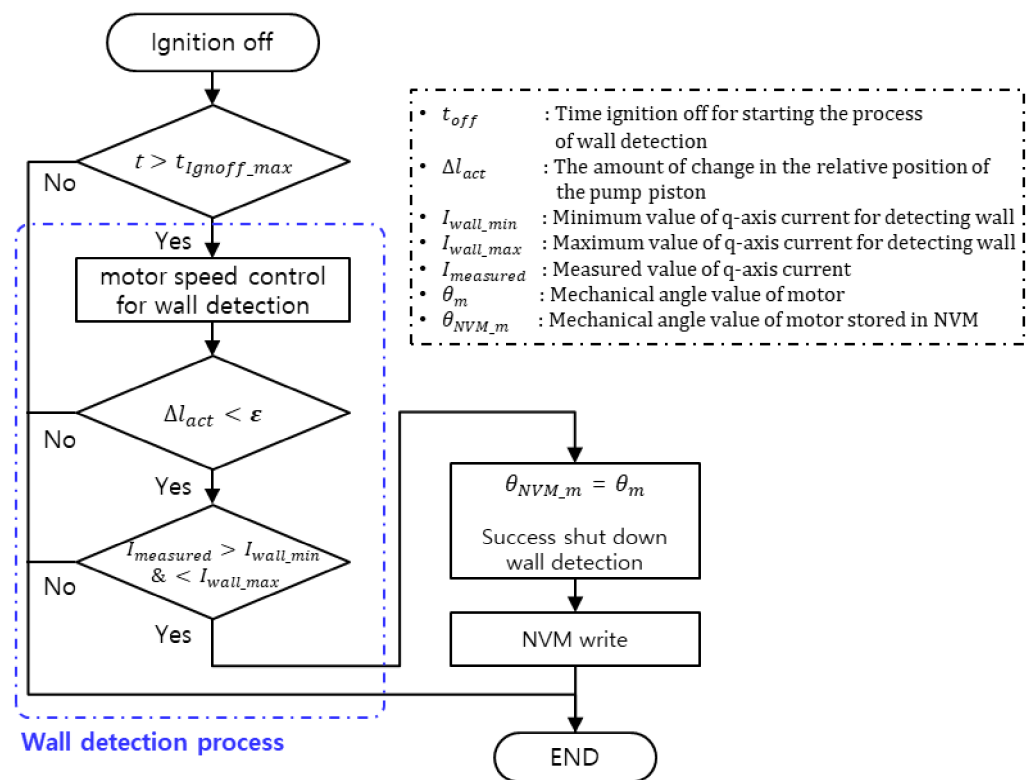 Ignition off
t > t_Ignoff_max
No
Yes
motor speed control
for wall detection
Δl_act < ε
No
Yes
I_measured > I_wall_min
& < I_wall_max
No
Yes
Wall detection process
• t_off : Time ignition off for starting the process
of wall detection
• Δl_act : The amount of change in the relative position of
the pump piston
• I_wall_min : Minimum value of q-axis current for detecting wall
• I_wall_max : Maximum value of q-axis current for detecting wall
• I_measured : Measured value of q-axis current
• θ_m : Mechanical angle value of motor
• θ_NVM_m : Mechanical angle value of motor stored in NVM
θ_NVM_m = θ_m
Success shut down
wall detection
NVM write
END